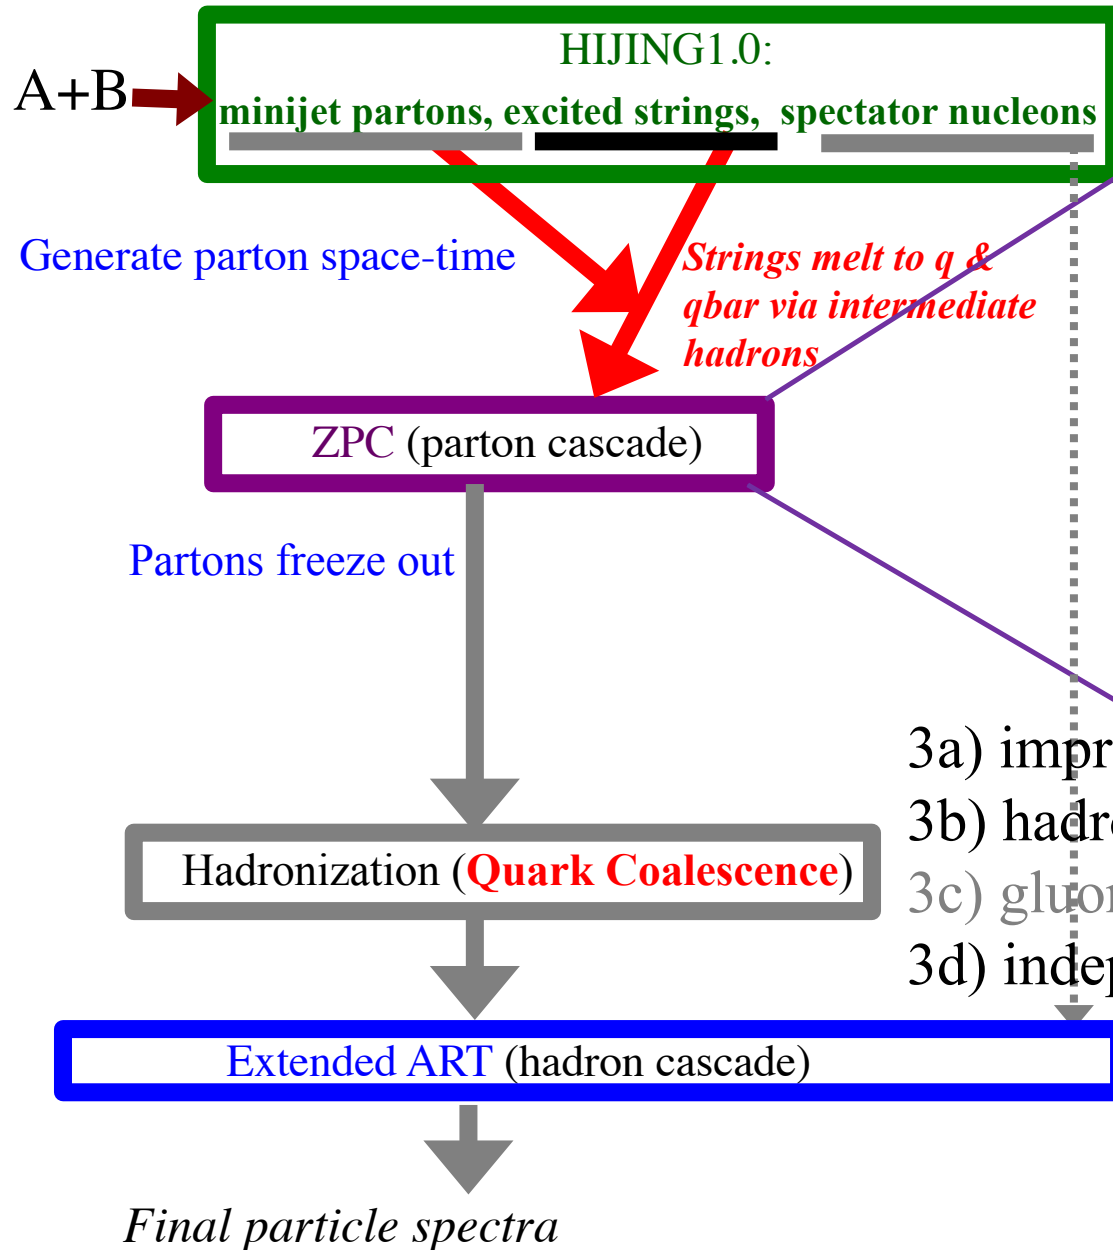 HIJING1.0:
A+B
minijet partons, excited strings, spectator nucleons
Generate parton space-time
Strings melt to q &
qbar via intermediate
hadrons
ZPC (parton cascade)
Partons freeze out
3a)
3b)
Hadronization (Quark Coalescence)
3c)
3d)
Extended ART (hadron cascade)
Final particle spectra